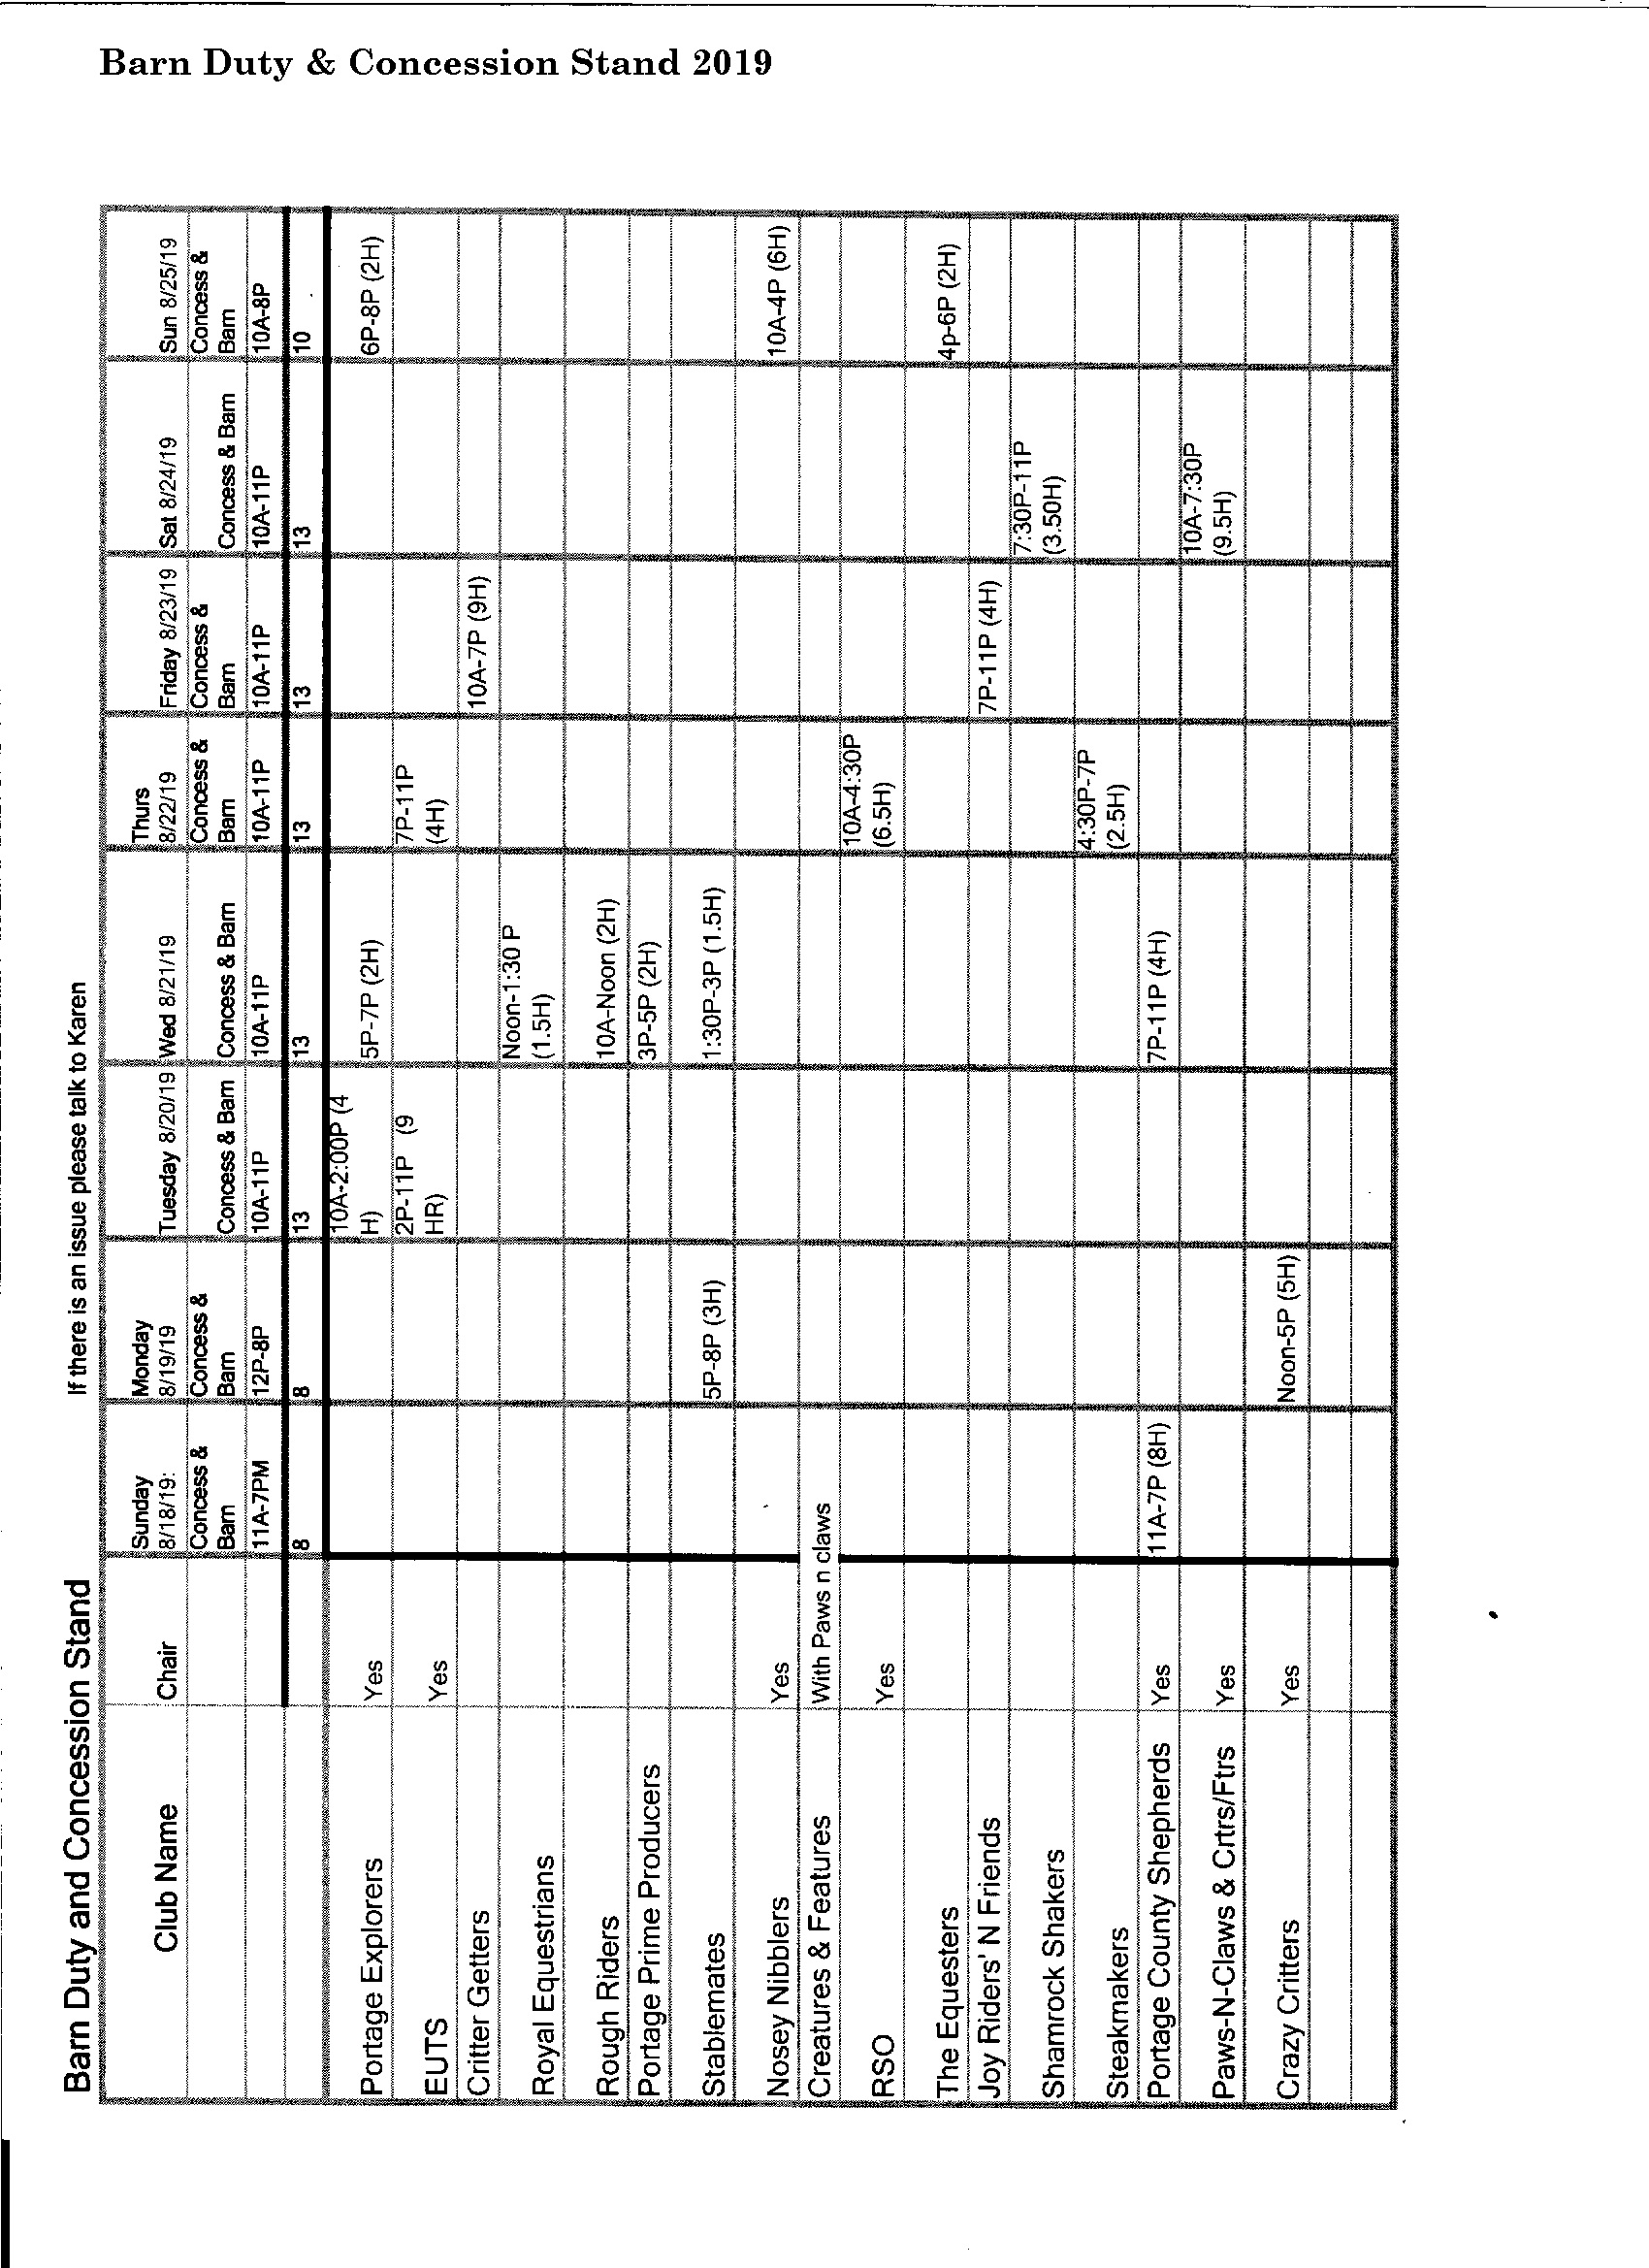 Barn Duty & Concession Stand 2019
Barn Duty and Concession Stand If there is an issue please talk to Karen
Club Name Chair Sunday 8/18/19: Monday 8/19/19 Tuesday 8/20/19 Wed 8/21/19 Thurs 8/22/19 Friday 8/23/19 Sat 8/24/19 Sun 8/25/19
Concess & Barn Concess & Barn Concess & Barn Concess & Barn Concess & Barn Concess & Barn Concess & Barn Concess & Barn
11A-7PM 12P-8P 10A-11P 10A-11P 10A-11P 10A-11P 10A-11P 10A-8P
8 8 13 13 13 13 13 10
Portage Explorers Yes 10A-2:00P (4 H) 5P-7P (2H) 6P-8P (2H)
EUTS Yes 2P-11P (9 HR) 7P-11P (4H)
Critter Getters 10A-7P (9H)
Royal Equestrians Noon-1:30 P (1.5H)
Rough Riders 10A-Noon (2H)
Portage Prime Producers 3P-5P (2H)
Stablemates 5P-8P (3H) 1:30P-3P (1.5H)
Nosey Nibblers Yes 10A-4P (6H)
Creatures & Features With Paws n claws
RSO Yes 10A-4:30P (6.5H)
The Equesters 4p-6P (2H)
Joy Riders' N Friends 7P-11P (4H)
Shamrock Shakers 7:30P-11P (3.50H)
Steakmakers 4:30P-7P (2.5H)
Portage County Shepherds Yes 11A-7P (8H) 7P-11P (4H)
Paws-N-Claws & Crtrs/Ftrs Yes 10A-7:30P (9.5H)
Crazy Critters Yes Noon-5P (5H)